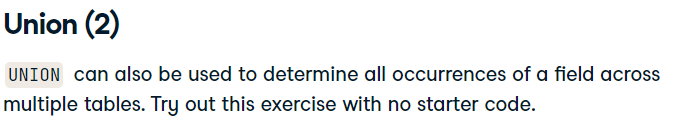 Union (2)
UNION can also be used to determine all occurrences of a field across
multiple tables. Try out this exercise with no starter code.